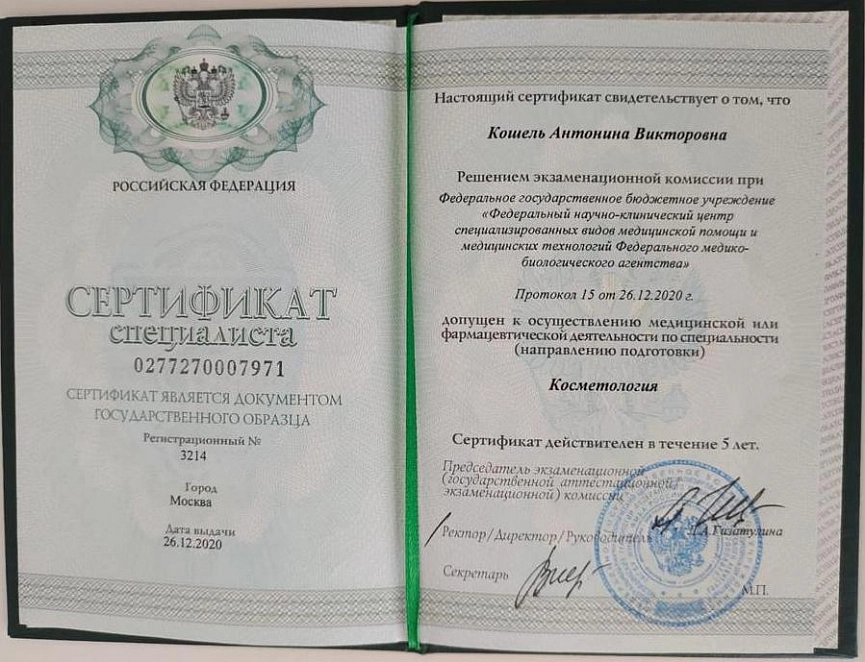 РОССИЙСКАЯ ФЕДЕРАЦИЯ
СЕРТИФИКАТ
специалиста
0277270007971
СЕРТИФИКАТ ЯВЛЯЕТСЯ ДОКУМЕНТОМ
ГОСУДАРСТВЕННОГО ОБРАЗЦА
Регистрационный №
3214
Город
Москва
Дата выдачи
26.12.2020
Настоящий сертификат свидетельствует о том, что
Кошель Антонина Викторовна
Решением экзаменационной комиссии при
Федеральное государственное бюджетное учреждение
«Федеральный научно-клинический центр
специализированных видов медицинской помощи и
медицинских технологий Федерального медико-
биологического агентства»
Протокол 15 от 26.12.2020 г.
допущен к осуществлению медицинской или
фармацевтической деятельности по специальности
(направлению подготовки)
Косметология
Сертификат действителен в течение 5 лет.
Председатель экзаменационной
(государственной аттестационной/
экзаменационной) комиссии
Ректор/Директор/Руководитель
Газатулина
Секретарь
М.П.